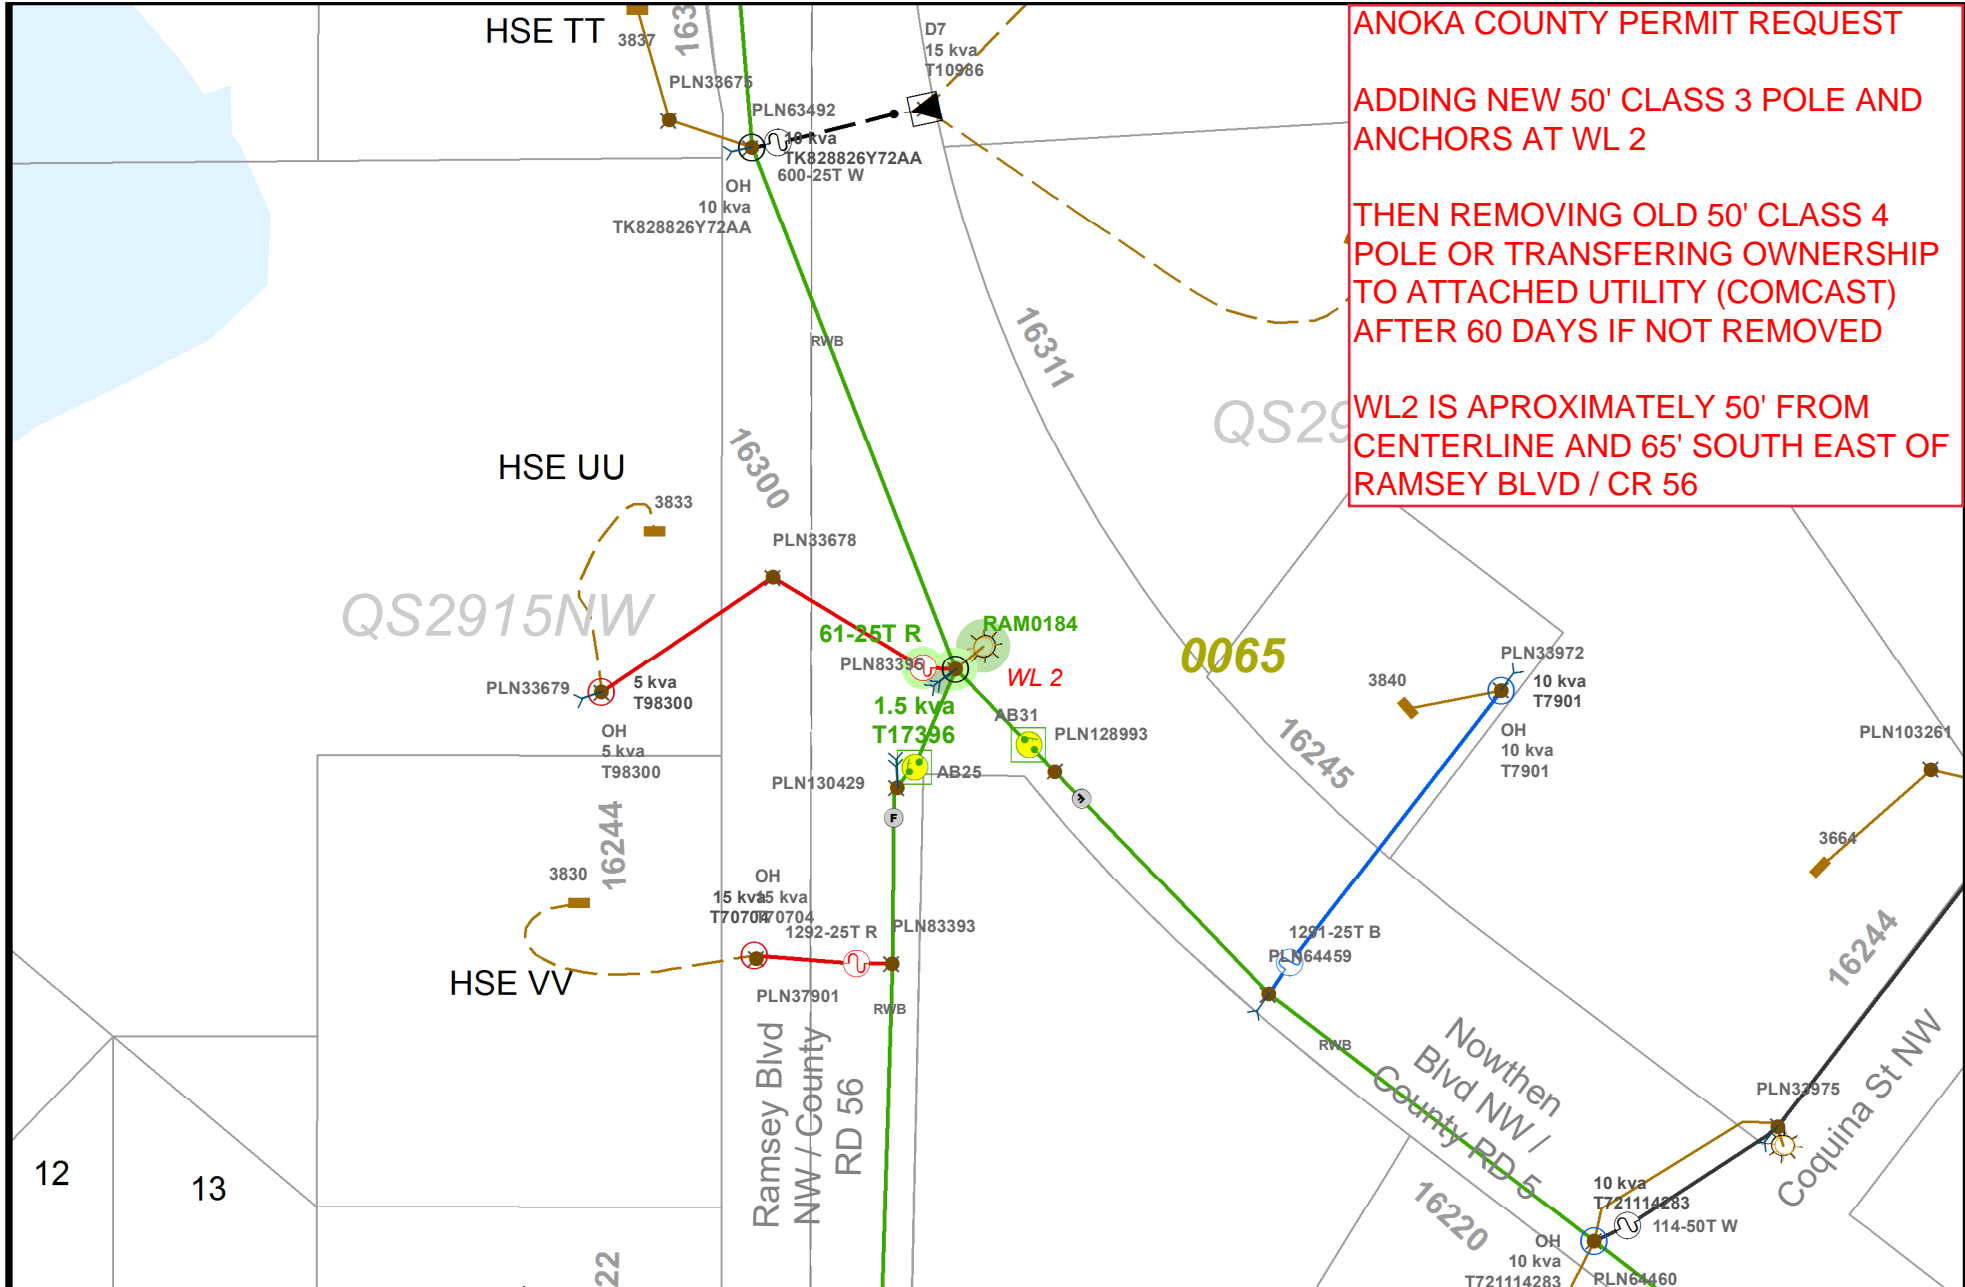 HSE TT
3837
163
D7
15 kva
T10986
PLN33675
PLN63492
10 kva
TK828826Y72AA
600-25T W
OH
10 kva
TK828826Y72AA
ANOKA COUNTY PERMIT REQUEST
ADDING NEW 50' CLASS 3 POLE AND
ANCHORS AT WL 2
THEN REMOVING OLD 50' CLASS 4
POLE OR TRANSFERING OWNERSHIP
TO ATTACHED UTILITY (COMCAST)
AFTER 60 DAYS IF NOT REMOVED
WL2 IS APROXIMATELY 50' FROM
CENTERLINE AND 65' SOUTH EAST OF
RAMSEY BLVD / CR 56
RWB
16311
QS29
16300
HSE UU
3833
PLN33678
QS2915NW
61-25T R
RAM0184
PLN83395
WL 2
0065
PLN33679
5 kva
T98300
OH
5 kva
T98300
1.5 kva
T17396
AB31
PLN128993
AB25
PLN130429
F
F
16245
3840
PLN33972
10 kva
T7901
OH
10 kva
T7901
PLN103261
3664
16244
3830
OH
15 kva
15 kva
T70704
T70704
1292-25T R
PLN83393
HSE VV
PLN37901
RWB
1291-25T B
PLN64459
16244
RWB
Ramsey Blvd
NW / County
RD 56
Nowthen
Blvd NW /
County RD 5
PLN33975
Coquina St NW
12
13
10 kva
T721114283
114-50T W
16220
OH
10 kva
T721114283
PLN64460
22